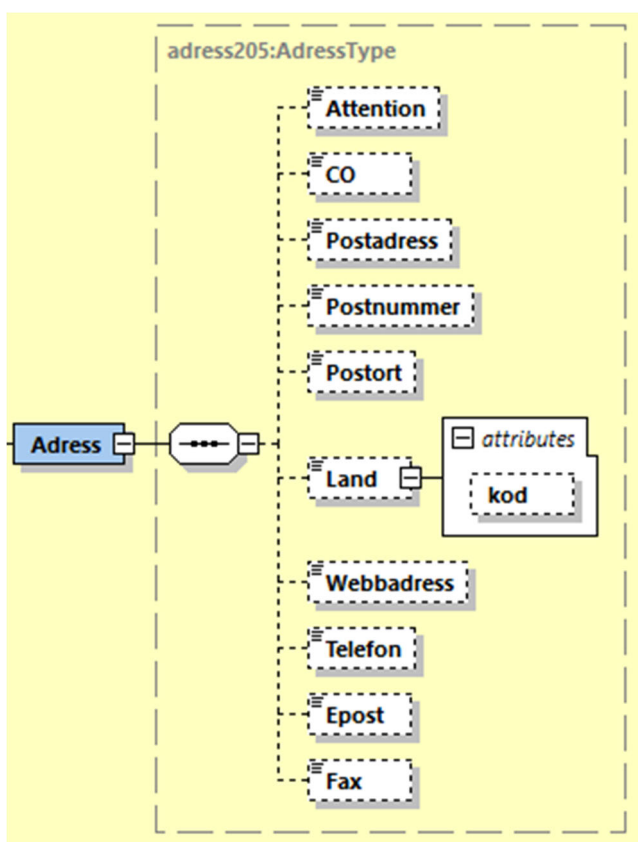 adress205:AdressType
Attention
CO
Postadress
Postnummer
Postort
Adress
Land
attributes
kod
Webbadress
Telefon
Epost
Fax